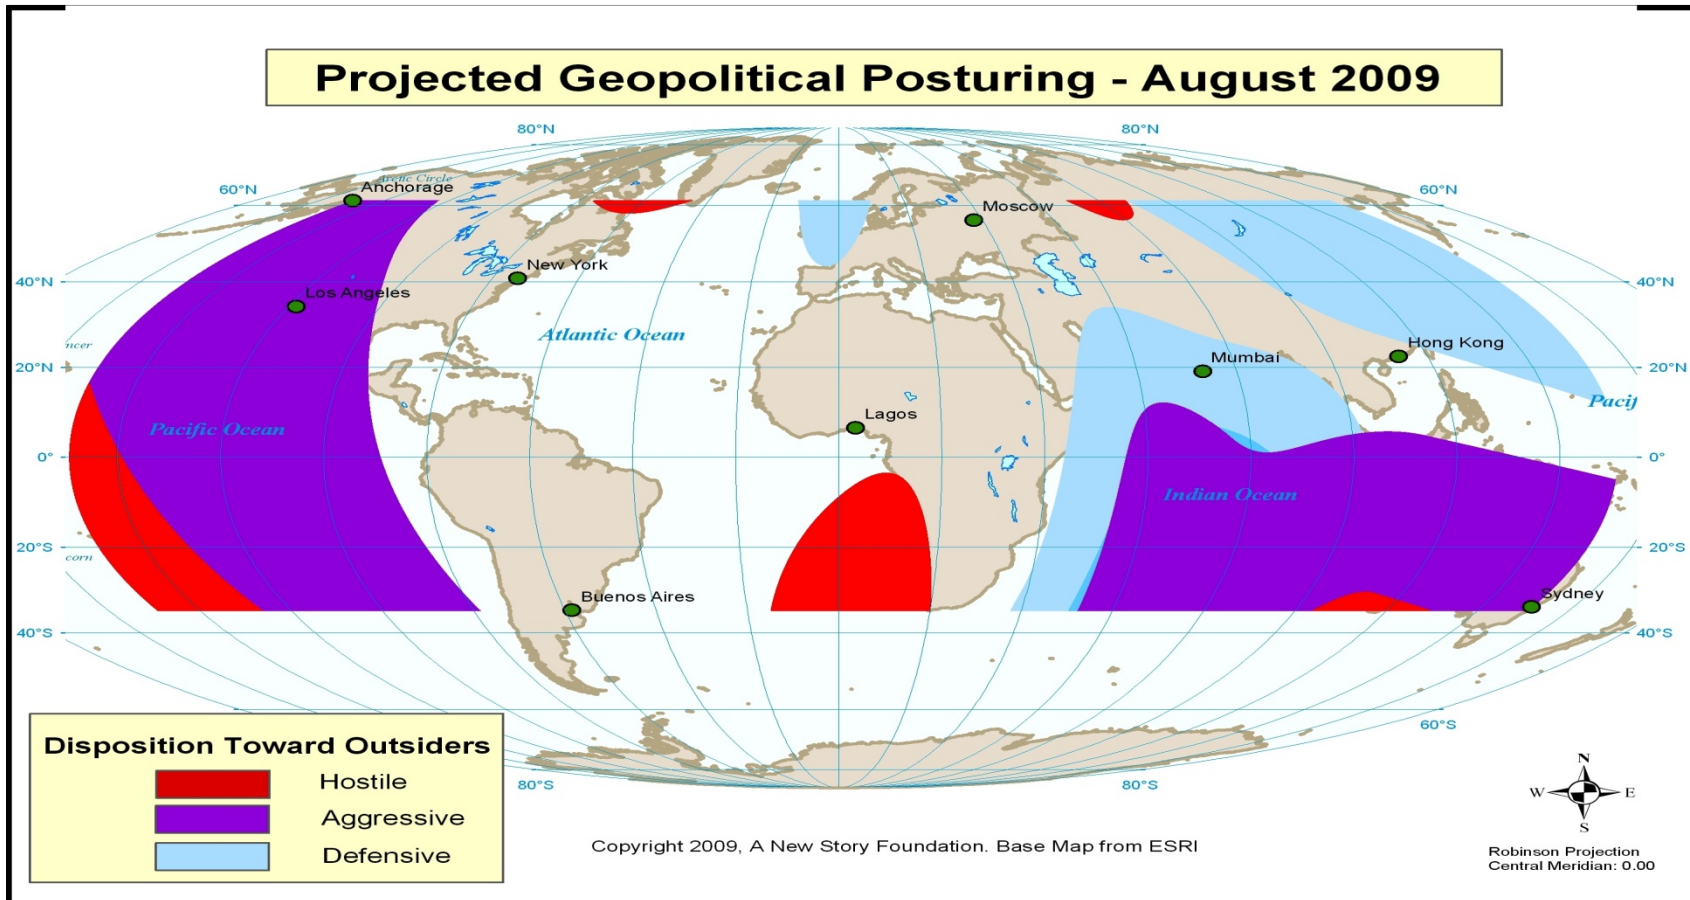 Projected Geopolitical Posturing - August 2009
80°N
80°N
Arctic Circle
60°N
Anchorage
60°N
Moscow
New York
40°N
Los Angeles
40°N
Atlantic Ocean
ncer
Hong Kong
20°N
Mumbai
20°N
Pacif
Lagos
Pacific Ocean
0°
0°
Indian Ocean
20°S
20°S
corn
Buenos Aires
Sydney
40°S
40°S
60°S
Disposition Toward Outsiders
Hostile
Aggressive
Defensive
80°S
80°S
N
W
E
S
Copyright 2009, A New Story Foundation. Base Map from ESRI
Robinson Projection
Central Meridian: 0.00